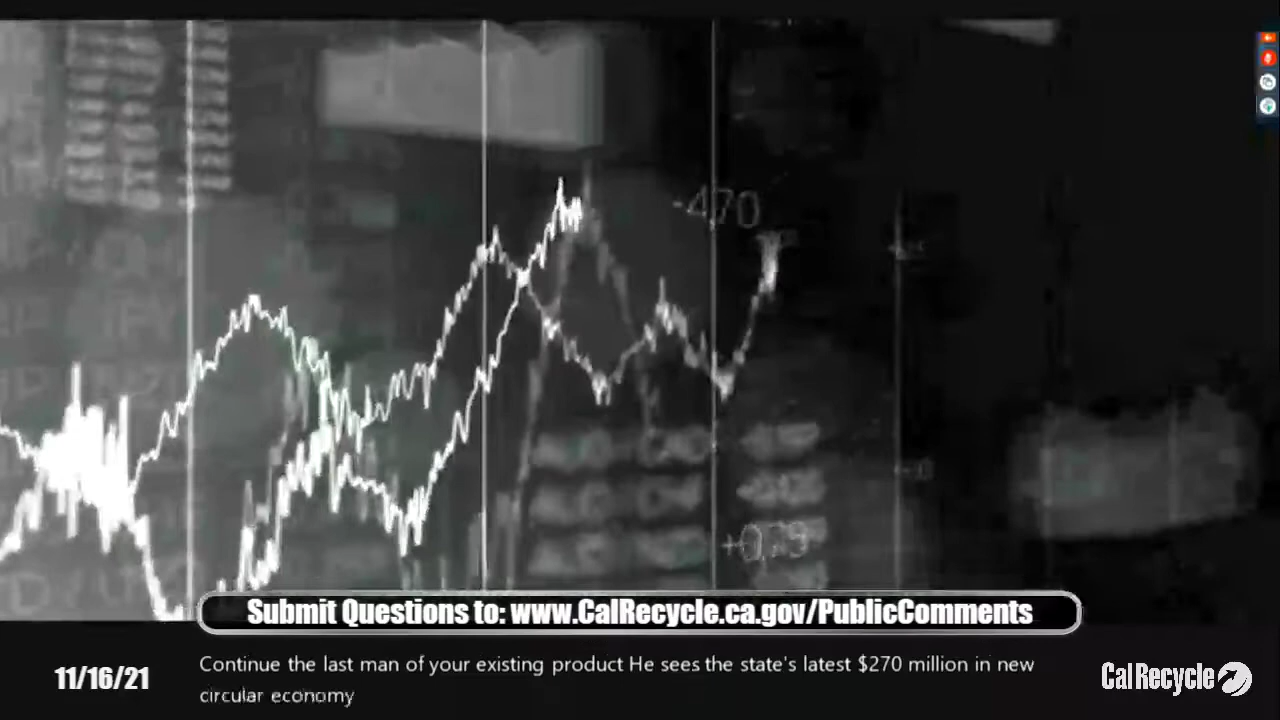 -470
+0,79
Submit Questions to: www.CalRecycle.ca.gov/PublicComments
11/16/21
Continue the last man of your existing product He sees the state's latest $270 million in new
circular economy
CalRecycle